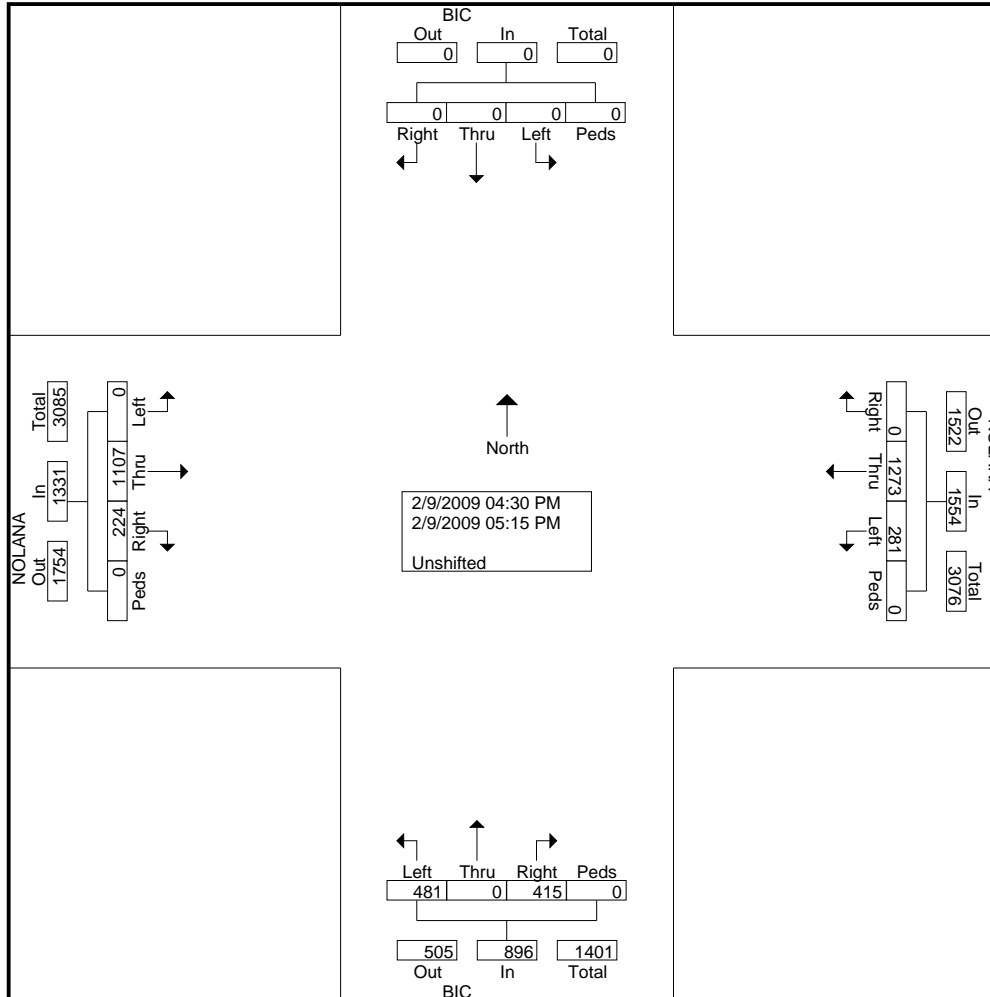 BIC
Out In Total
0 0 0
0 0 0 0
Right Thru Left Peds
Total 3085
In 1331
Out 1754
NOLANA
0 1107 224 0
Left Thru Right Peds
North
2/9/2009 04:30 PM
2/9/2009 05:15 PM
Unshifted
Right Thru Left Peds
0 1273 281 0
Out In Total
1522 1554 3076
Left Thru Right Peds
481 0 415 0
505 896 1401
Out In Total
BIC